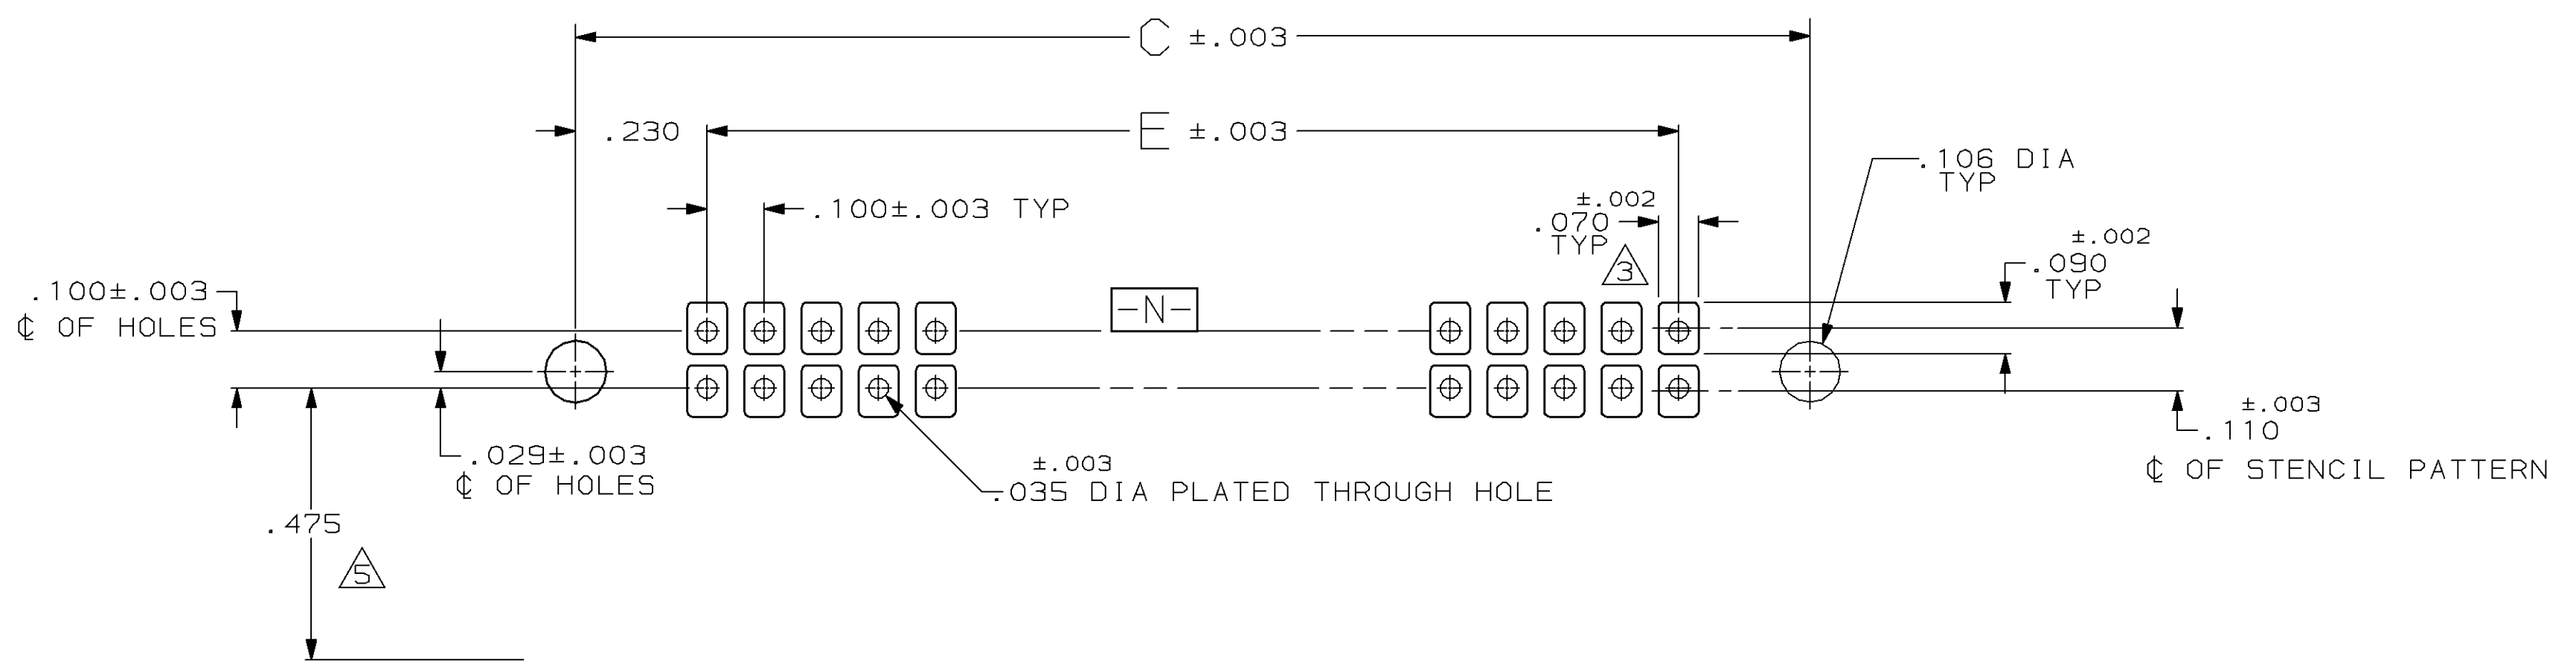 C ±.003
.230
E ±.003
.106 DIA
TYP
±.002
.100±.003 TYP
.070
TYP
3
±.002
.090
TYP
.100±.003
℄ OF HOLES
-N-
±.003
.110
℄ OF STENCIL PATTERN
.029±.003
℄ OF HOLES
±.003
.035 DIA PLATED THROUGH HOLE
.475
5